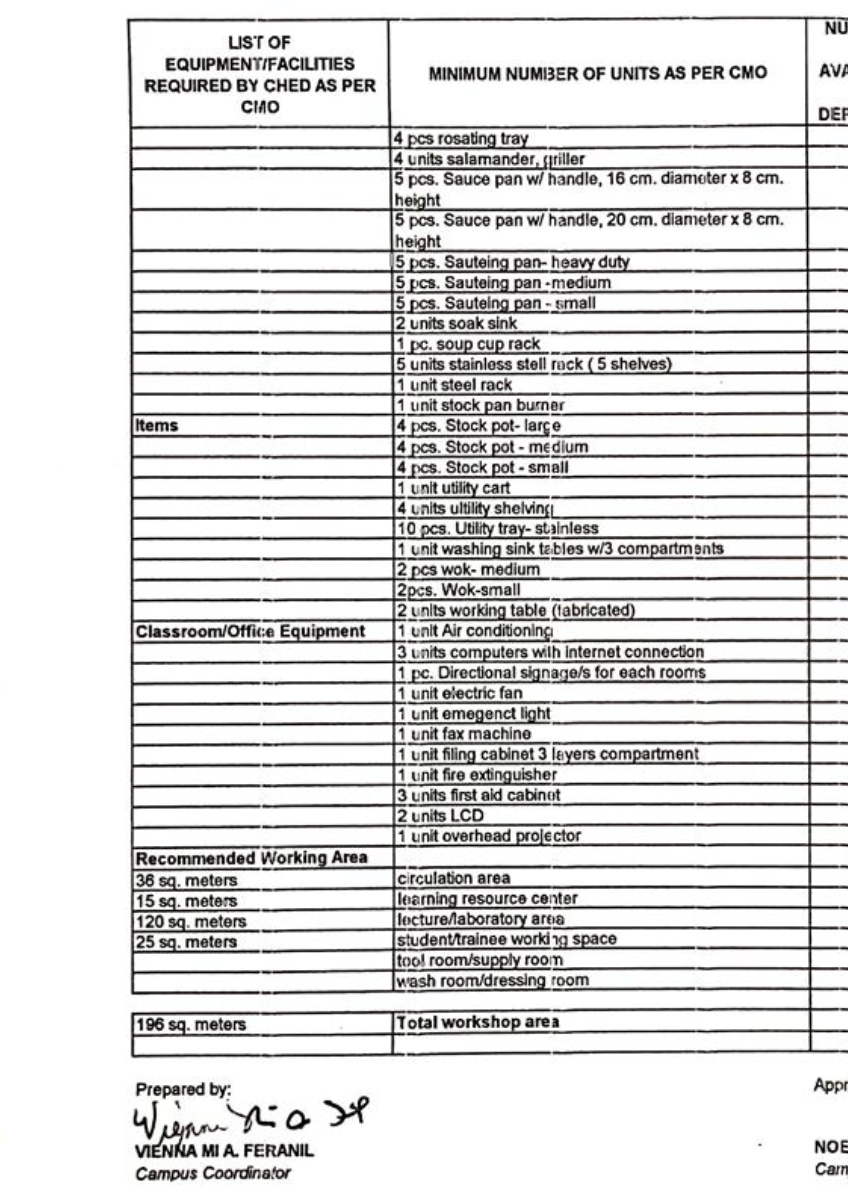 LIST OF
EQUIPMENT/FACILITIES
REQUIRED BY CHED AS PER
CMO
MINIMUM NUMBER OF UNITS AS PER CMO
NU
AVA
DEF
4 pcs rosating tray
4 units salamander, griller
5 pcs. Sauce pan w/ handle, 16 cm. diameter x 8 cm.
height
5 pcs. Sauce pan w/ handle, 20 cm. diameter x 8 cm.
height
5 pcs. Sauteing pan- heavy duty
5 pcs. Sauteing pan -medium
5 pcs. Sauteing pan - small
2 units soak sink
1 pc. soup cup rack
5 units stainless stell rack ( 5 shelves)
1 unit steel rack
1 unit stock pan burner
Items 4 pcs. Stock pot- large
4 pcs. Stock pot - medium
4 pcs. Stock pot - small
1 unit utility cart
4 units ultility shelving
10 pcs. Utility tray- stainless
1 unit washing sink tables w/3 compartments
2 pcs wok- medium
2pcs. Wok-small
2 units working table (fabricated)
Classroom/Office Equipment 1 unit Air conditioning
3 units computers with internet connection
1 pc. Directional signage/s for each rooms
1 unit electric fan
1 unit emegenct light
1 unit fax machine
1 unit filing cabinet 3 layers compartment
1 unit fire extinguisher
3 units first aid cabinet
2 units LCD
1 unit overhead projector
Recommended Working Area
36 sq. meters circulation area
15 sq. meters learning resource center
120 sq. meters lecture/laboratory area
25 sq. meters student/trainee working space
tool room/supply room
wash room/dressing room
196 sq. meters Total workshop area
Prepared by:
Appr
VIENNA MI A. FERANIL
Campus Coordinator
NOE
Cam